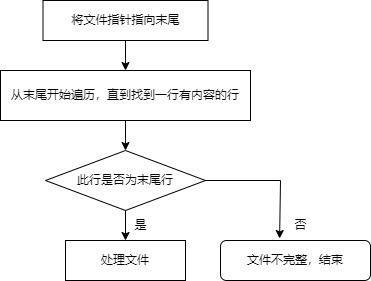 将文件指针指向末尾
从末尾开始遍历，直到找到一行有内容的行
此行是否为末尾行
是
否
处理文件
文件不完整，结束